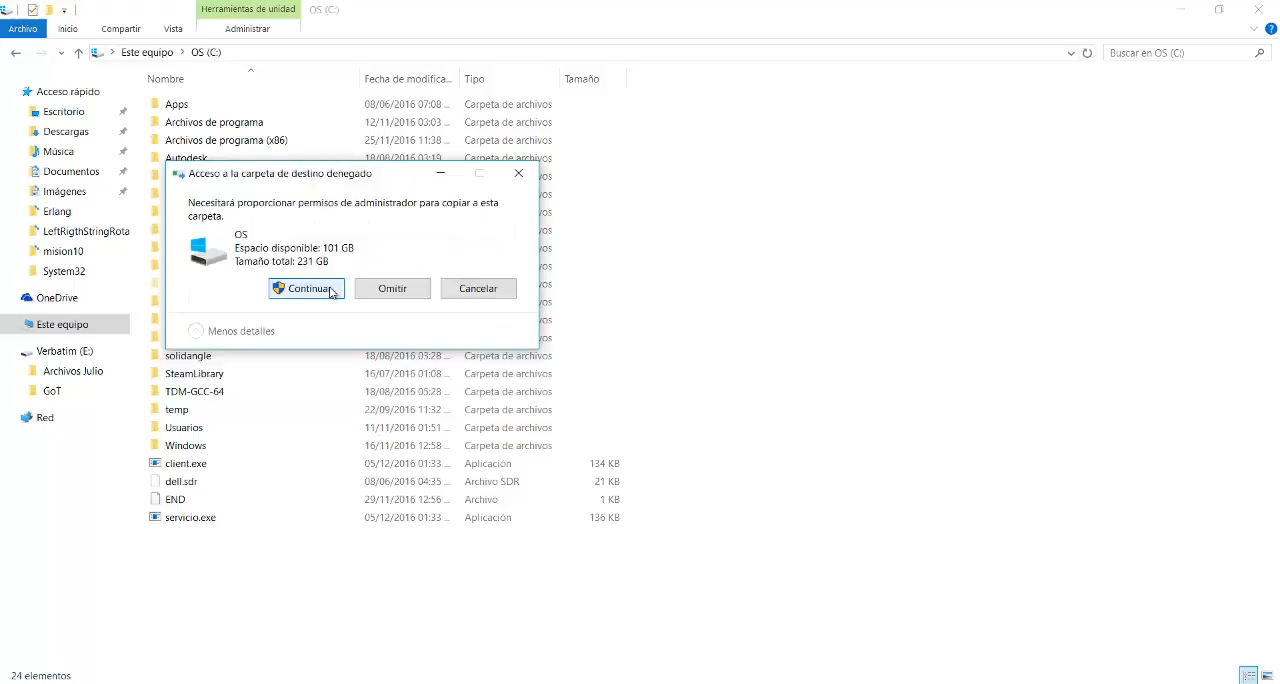 Herramientas de unidad
OS (C:)
Archivo
Inicio
Compartir
Vista
Administrar
Este equipo
OS (C:)
Buscar en OS (C:)
Acceso rápido
Escritorio
Descargas
Música
Documentos
Imágenes
Erlang
LeftRigthStringRota
mision10
System32
OneDrive
Este equipo
Verbatim (E:)
Archivos Julio
GoT
Red
Nombre
Fecha de modifica...
Tipo
Tamaño
Apps 08/06/2016 07:08 ... Carpeta de archivos
Archivos de programa 12/11/2016 03:03 ... Carpeta de archivos
Archivos de programa (x86) 25/11/2016 11:38 ... Carpeta de archivos
Autodesk 18/08/2016 03:19 ... Carpeta de archivos
Acceso a la carpeta de destino denegado
Necesitará proporcionar permisos de administrador para copiar a esta
carpeta.
OS
Espacio disponible: 101 GB
Tamaño total: 231 GB
Continuar
Omitir
Cancelar
Menos detalles
solidangle 18/08/2016 03:28 ... Carpeta de archivos
SteamLibrary 16/07/2016 01:08 ... Carpeta de archivos
TDM-GCC-64 18/08/2016 05:28 ... Carpeta de archivos
temp 22/09/2016 11:32 ... Carpeta de archivos
Usuarios 11/11/2016 01:51 ... Carpeta de archivos
Windows 16/11/2016 12:58 ... Carpeta de archivos
client.exe 05/12/2016 01:33 ... Aplicación 134 KB
dell.sdr 08/06/2016 04:35 ... Archivo SDR 21 KB
END 29/11/2016 12:56 ... Archivo 1 KB
servicio.exe 05/12/2016 01:33 ... Aplicación 136 KB
24 elementos